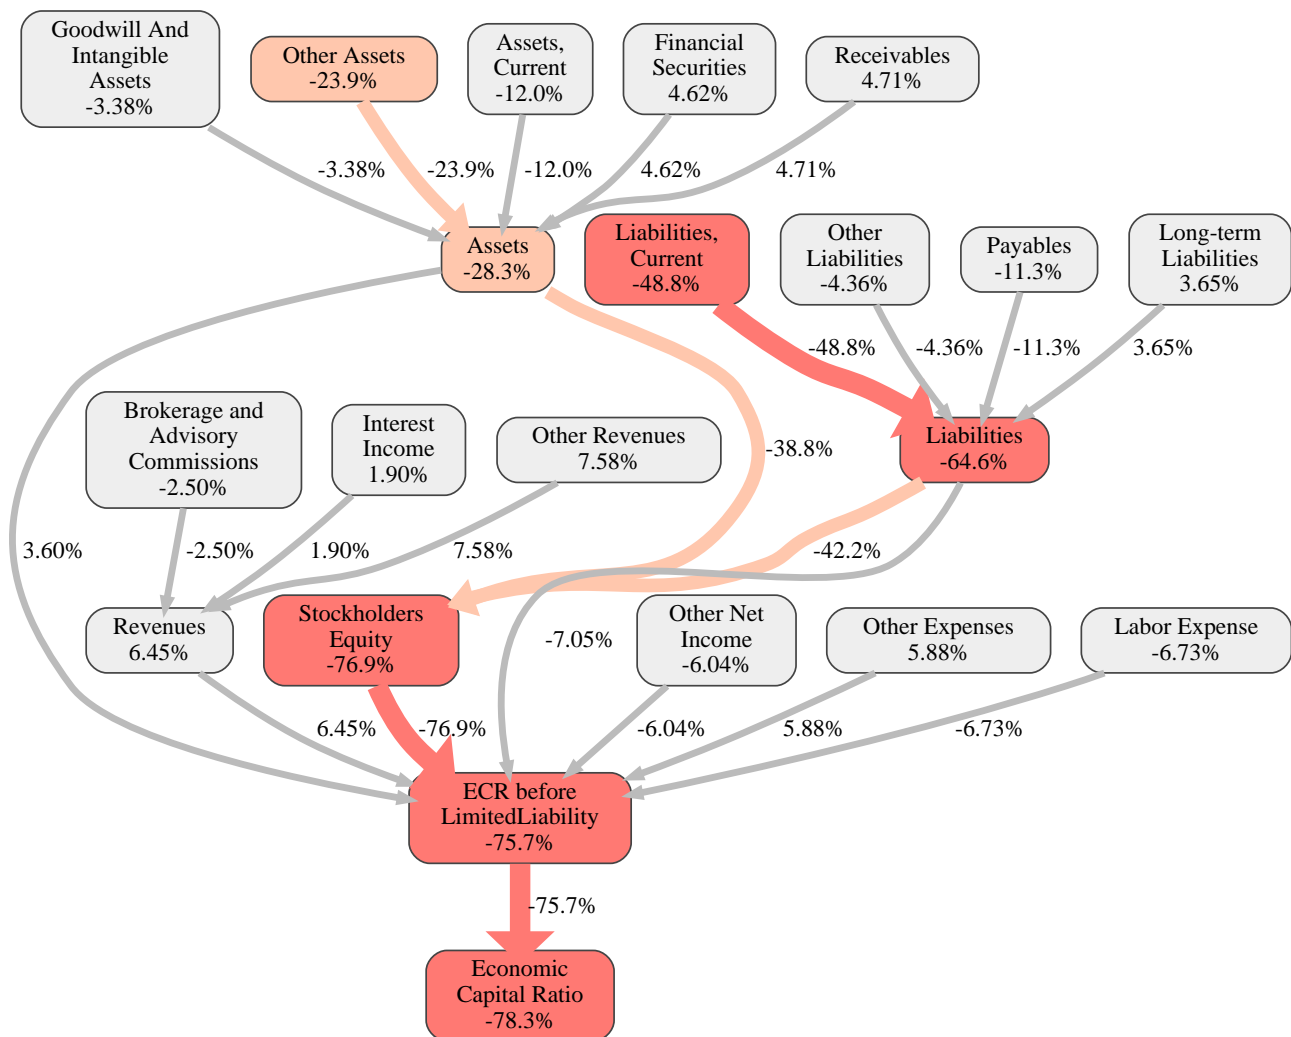 Goodwill And
Intangible
Assets
-3.38%
Other Assets
-23.9%
Assets,
Current
-12.0%
Financial
Securities
4.62%
Receivables
4.71%
-3.38%
-23.9%
-12.0%
4.62%
4.71%
Assets
-28.3%
Liabilities,
Current
-48.8%
Other
Liabilities
-4.36%
Payables
-11.3%
Long-term
Liabilities
3.65%
-48.8%
-4.36%
-11.3%
3.65%
Brokerage and
Advisory
Commissions
-2.50%
Interest
Income
1.90%
Other Revenues
7.58%
-38.8%
Liabilities
-64.6%
3.60%
-2.50%
1.90%
7.58%
-42.2%
Revenues
6.45%
Stockholders
Equity
-76.9%
-7.05%
Other Net
Income
-6.04%
Other Expenses
5.88%
Labor Expense
-6.73%
6.45%
-76.9%
-6.04%
5.88%
-6.73%
ECR before
LimitedLiability
-75.7%
-75.7%
Economic
Capital Ratio
-78.3%